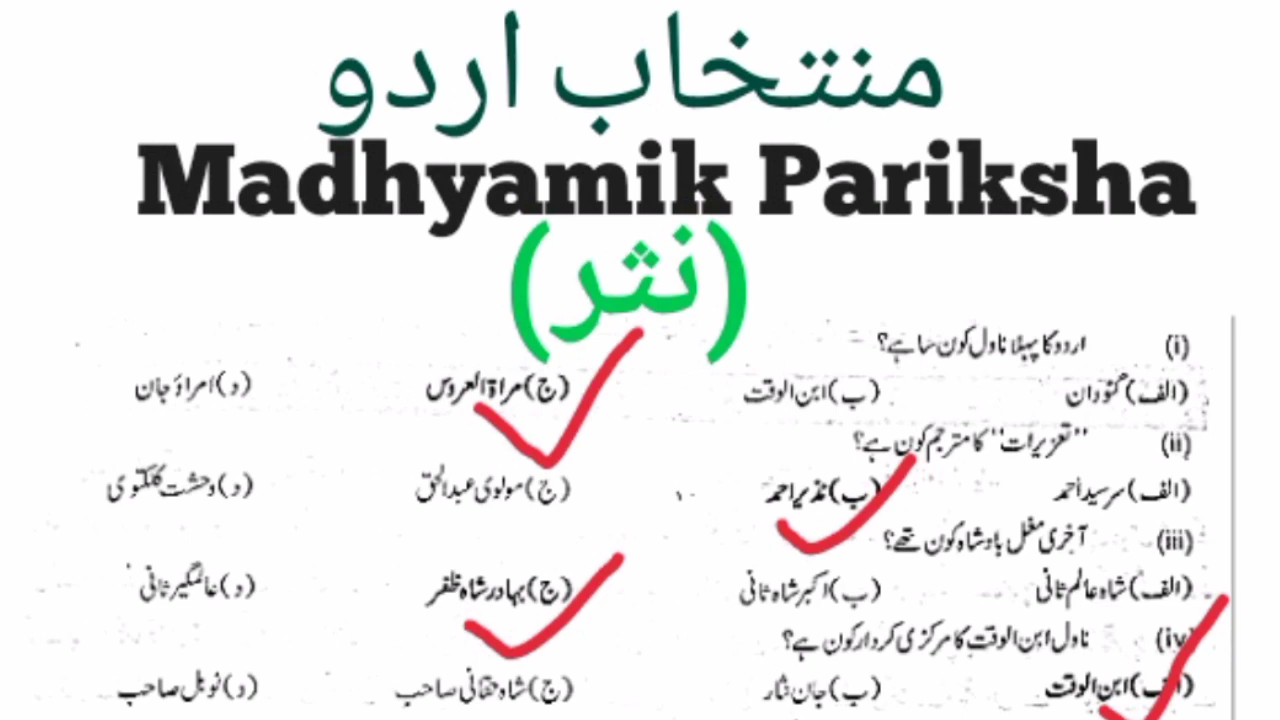 منتخاب اردو
Madhyamik Pariksha
(نثر)
(i) اردو کا پہلا ناول کون سا ہے؟
(الف) گئودان (ب) ابن الوقت (ج) مراۃ العروس (د) امراؤ جان
(ii) "تعزیرات" کا مترجم کون ہے؟
(الف) سرسید احمد (ب) نذیر احمد (ج) مولوی عبدالحق (د) وحشت کلکتوی
(iii) آخری مغل بادشاہ کون تھے؟
(الف) شاہ عالم ثانی (ب) اکبر شاہ ثانی (ج) بہادر شاہ ظفر (د) عالمگیر ثانی
(iv) ناول ابن الوقت کا مرکزی کردار کون ہے؟
(الف) ابن الوقت (ب) جان نثار (ج) شاہ حقانی صاحب (د) نوبل صاحب